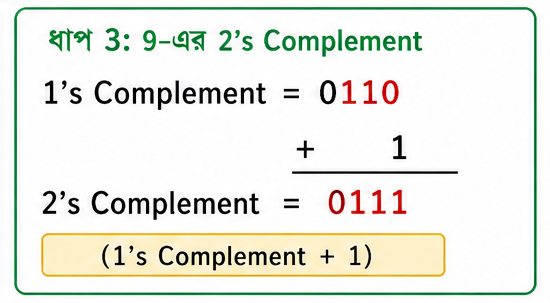 ধাপ 3: 9-এর 2's Complement
1's Complement = 0110
+ 1
2's Complement = 0111
(1's Complement + 1)